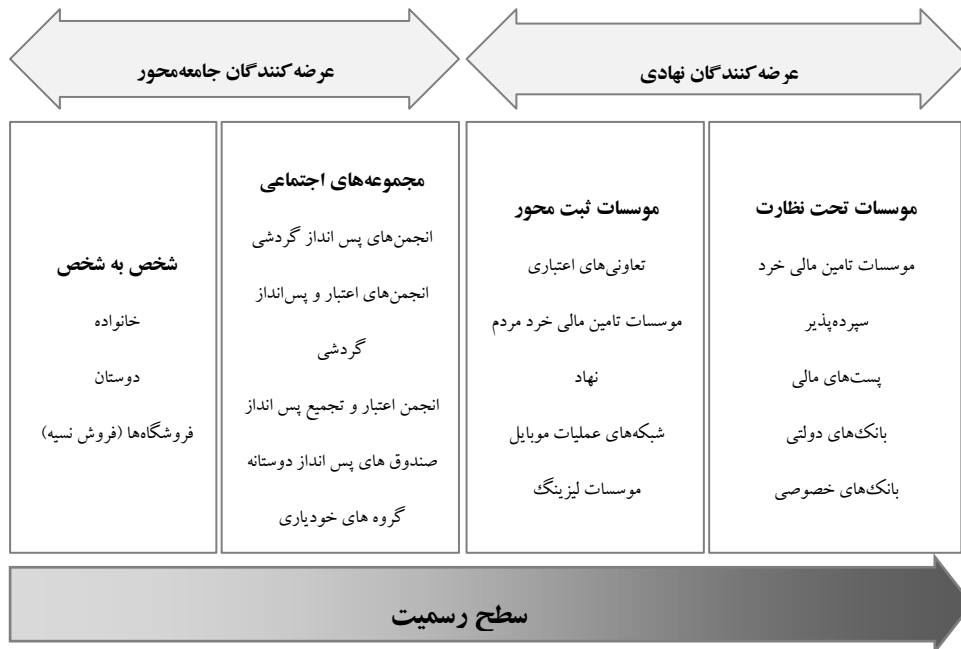 عرضه‌کنندگان نهادی
عرضه‌کنندگان جامعه‌محور
موسسات تحت نظارت
موسسات تامین مالی خرد
سپرده‌پذیر
پست‌های مالی
بانک‌های دولتی
بانک‌های خصوصی
موسسات ثبت محور
تعاونی‌های اعتباری
موسسات تامین مالی خرد مردم
نهاد
شبکه‌های عملیات موبایل
موسسات لیزینگ
مجموعه‌های اجتماعی
انجمن‌های پس انداز گردشی
انجمن‌های اعتبار و پس‌انداز
گردشی
انجمن اعتبار و تجمیع پس انداز
صندوق های پس انداز دوستانه
گروه های خودیاری
شخص به شخص
خانواده
دوستان
فروشگاه‌ها (فروش نسیه)
سطح رسمیت